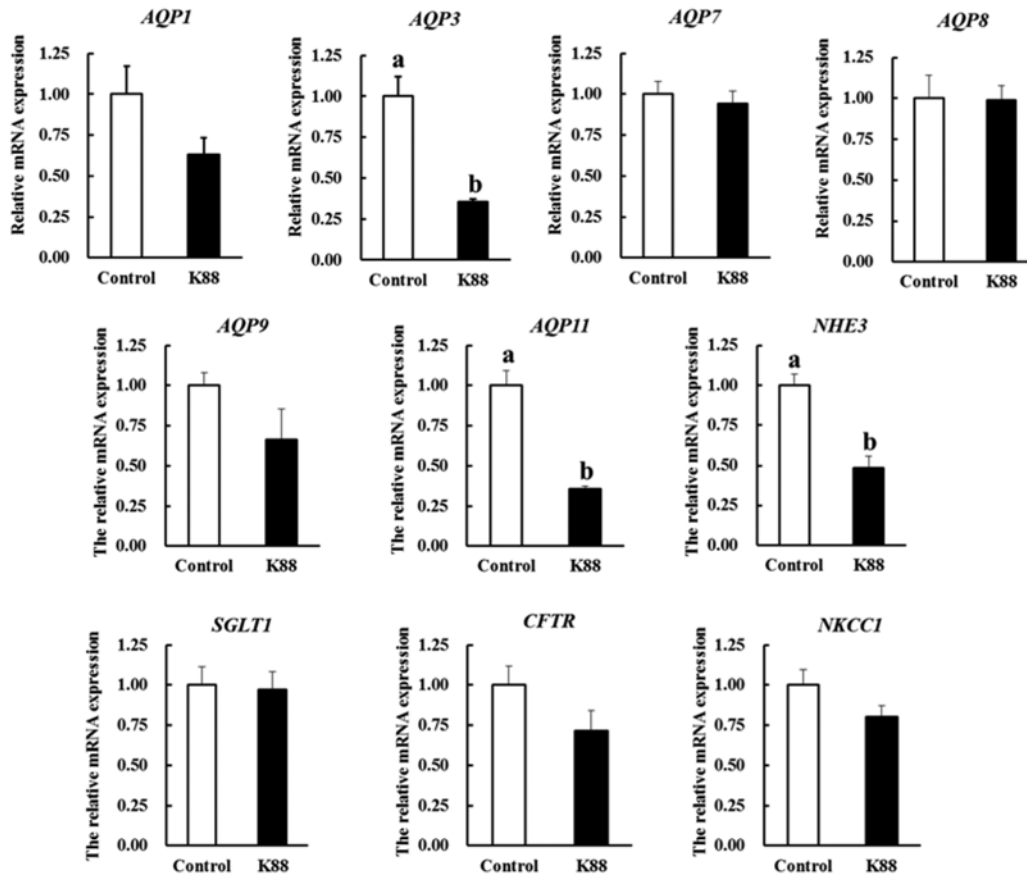 AQP1
AQP3
AQP7
AQP8
Relative mRNA expression
1.25
1.00
0.75
0.50
0.25
0.00
Control
K88
Relative mRNA expression
1.25
1.00
0.75
0.50
0.25
0.00
a
b
Control
K88
Relative mRNA expression
1.25
1.00
0.75
0.50
0.25
0.00
Control
K88
Relative mRNA expression
1.25
1.00
0.75
0.50
0.25
0.00
Control
K88
AQP9
AQP11
NHE3
The relative mRNA expression
1.25
1.00
0.75
0.50
0.25
0.00
Control
K88
The relative mRNA expression
1.25
1.00
0.75
0.50
0.25
0.00
a
b
Control
K88
The relative mRNA expression
1.25
1.00
0.75
0.50
0.25
0.00
a
b
Control
K88
SGLT1
CFTR
NKCC1
The relative mRNA expression
1.25
1.00
0.75
0.50
0.25
0.00
Control
K88
The relative mRNA expression
1.25
1.00
0.75
0.50
0.25
0.00
Control
K88
The relative mRNA expression
1.25
1.00
0.75
0.50
0.25
0.00
Control
K88